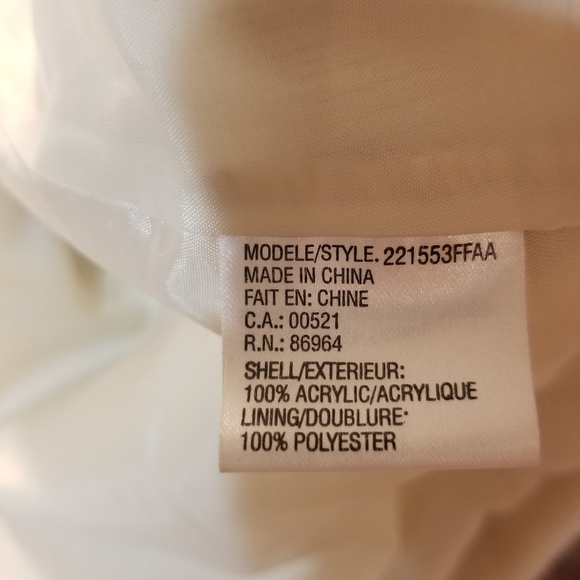 MODELE/STYLE. 221553FFAA
MADE IN CHINA
FAIT EN: CHINE
C.A.: 00521
R.N.: 86964
SHELL/EXTERIEUR:
100% ACRYLIC/ACRYLIQUE
LINING/DOUBLURE:
100% POLYESTER